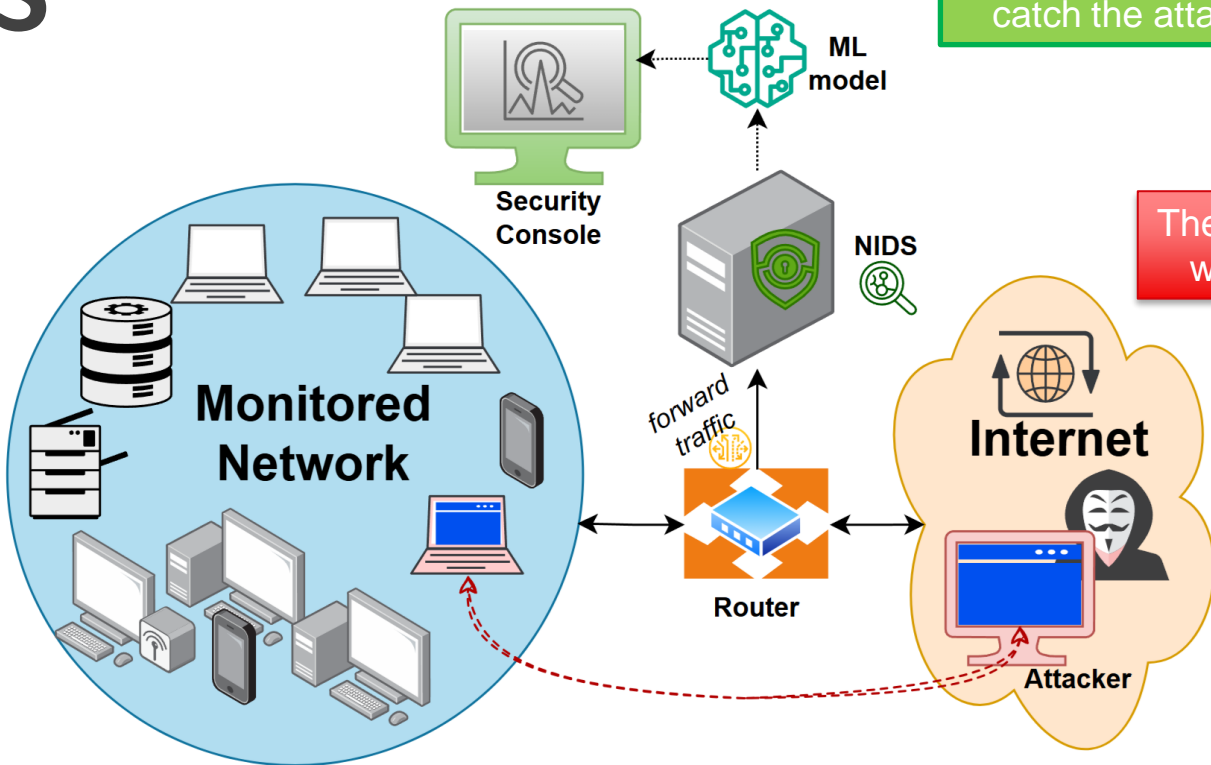 catch the atta
ML
model
Security
Console
The
w
NIDS
Monitored
Network
forward
traffic
Internet
Router
Attacker